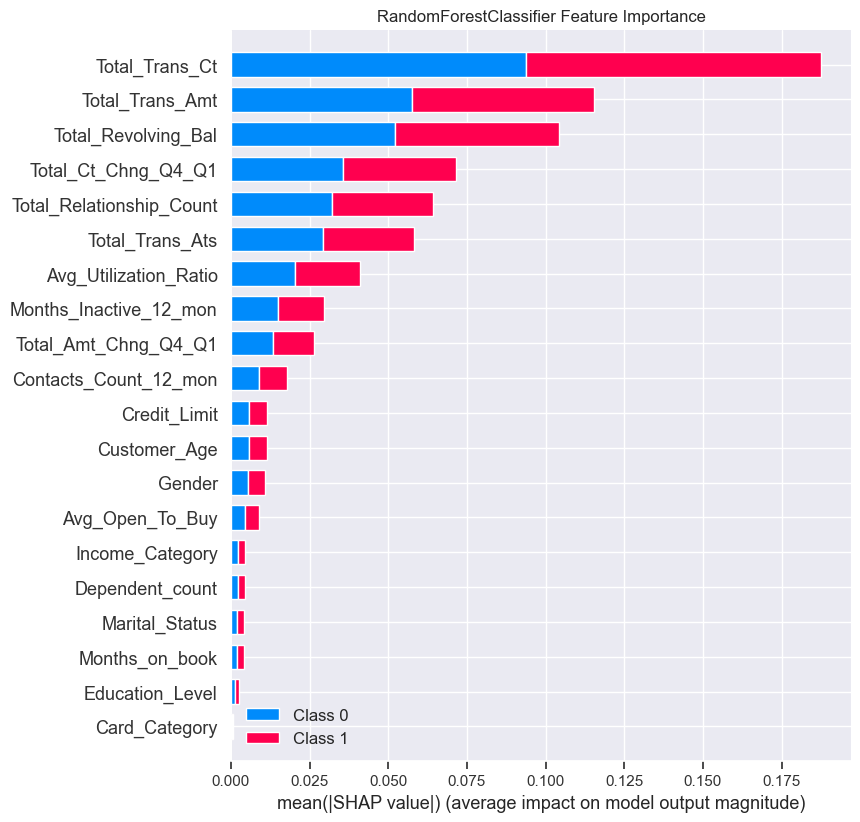 RandomForestClassifier Feature Importance
Total_Trans_Ct
Total_Trans_Amt
Total_Revolving_Bal
Total_Ct_Chng_Q4_Q1
Total_Relationship_Count
Total_Trans_Ats
Avg_Utilization_Ratio
Months_Inactive_12_mon
Total_Amt_Chng_Q4_Q1
Contacts_Count_12_mon
Credit_Limit
Customer_Age
Gender
Avg_Open_To_Buy
Income_Category
Dependent_count
Marital_Status
Months_on_book
Education_Level
Card_Category
Class 0
Class 1
0.000 0.025 0.050 0.075 0.100 0.125 0.150 0.175
mean(|SHAP value|) (average impact on model output magnitude)